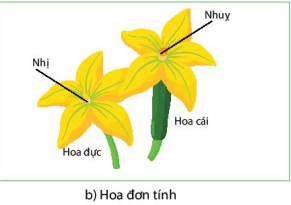 Nhuỵ
Nhị
Hoa cái
Hoa đực
b) Hoa đơn tính